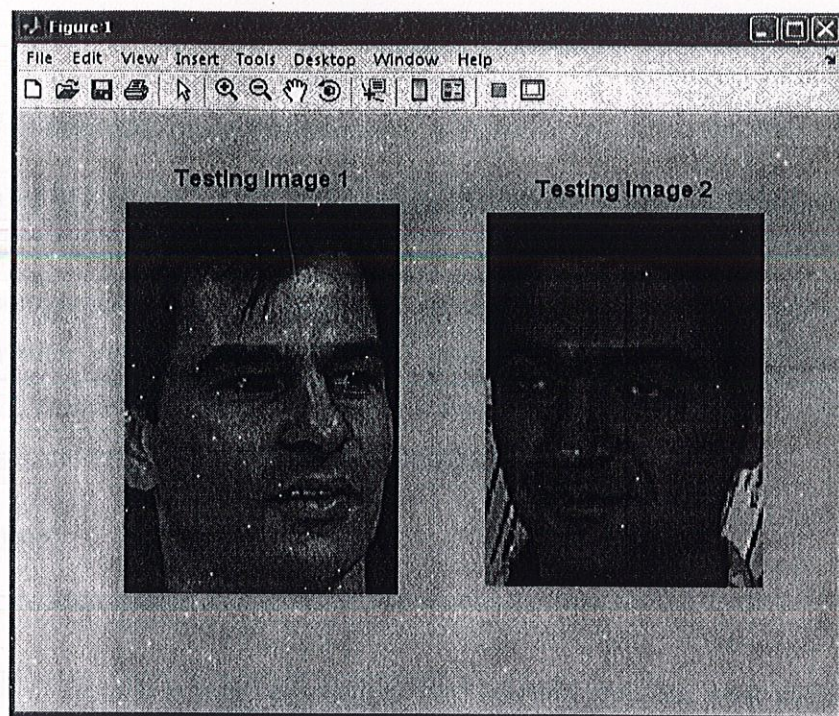 Figure 1
File Edit View Insert Tools Desktop Window Help
Testing Image 1
Testing Image 2